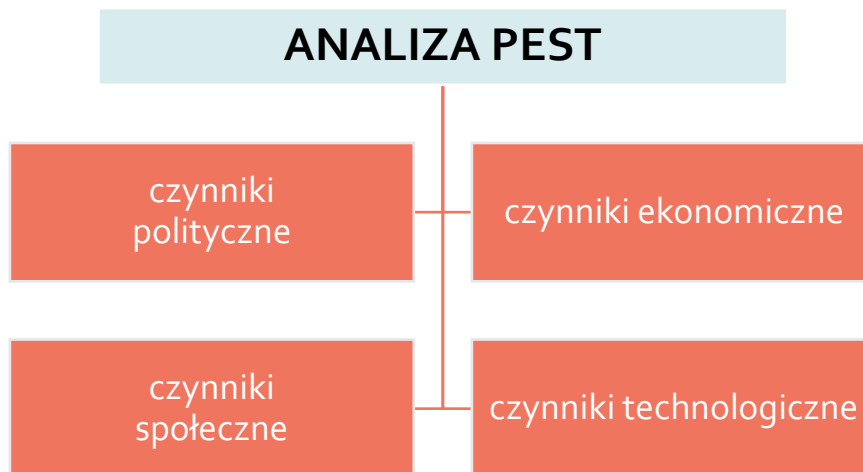 ANALIZA PEST
czynniki
polityczne
czynniki ekonomiczne
czynniki
społeczne
czynniki technologiczne